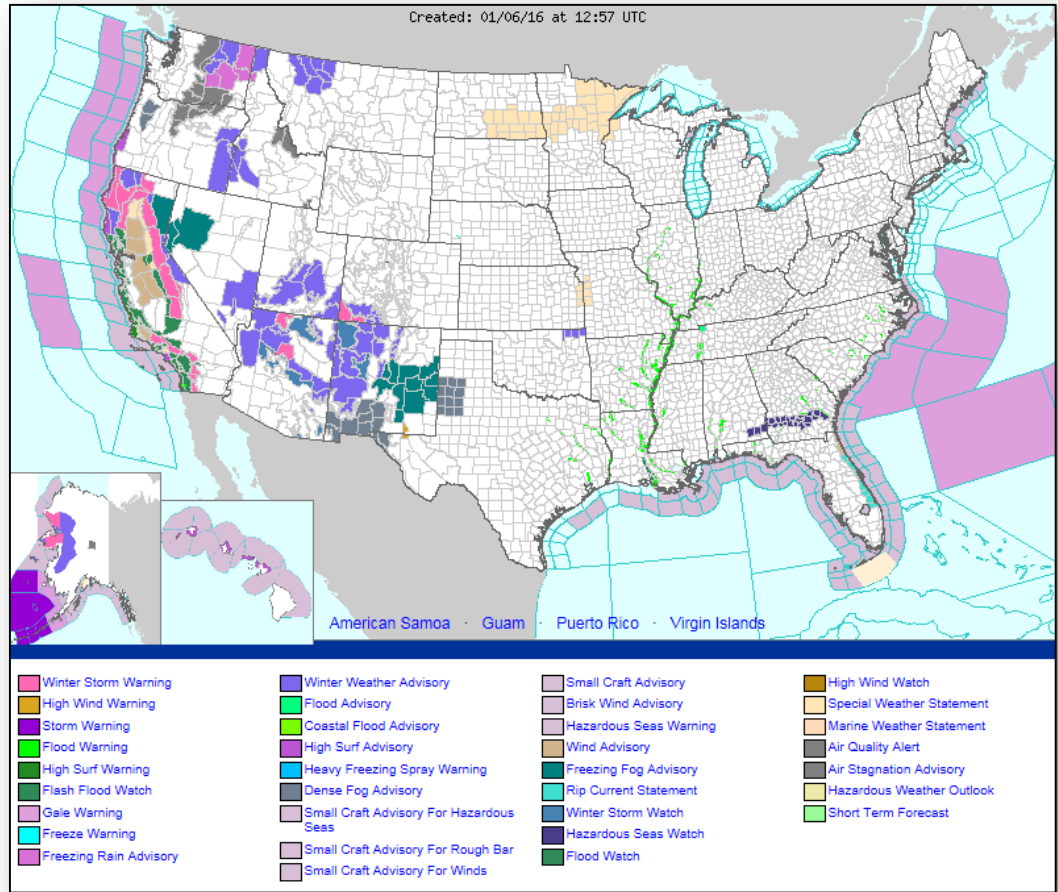 Created: 01/06/16 at 12:57 UTC
American Samoa · Guam · Puerto Rico · Virgin Islands
Winter Storm Warning
High Wind Warning
Storm Warning
Flood Warning
High Surf Warning
Flash Flood Watch
Gale Warning
Freeze Warning
Freezing Rain Advisory
Winter Weather Advisory
Flood Advisory
Coastal Flood Advisory
High Surf Advisory
Heavy Freezing Spray Warning
Dense Fog Advisory
Small Craft Advisory For Hazardous
Seas
Small Craft Advisory For Rough Bar
Small Craft Advisory For Winds
Small Craft Advisory
Brisk Wind Advisory
Hazardous Seas Warning
Wind Advisory
Freezing Fog Advisory
Rip Current Statement
Winter Storm Watch
Hazardous Seas Watch
Flood Watch
High Wind Watch
Special Weather Statement
Marine Weather Statement
Air Quality Alert
Air Stagnation Advisory
Hazardous Weather Outlook
Short Term Forecast